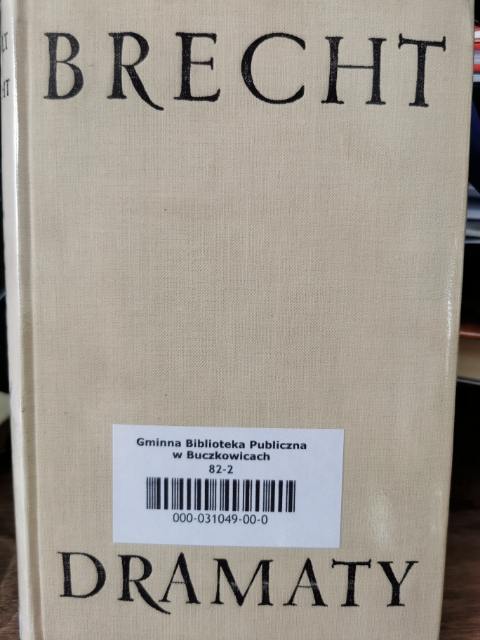 BRECHT
Gminna Biblioteka Publiczna
w Buczkowicach
82-2
000-031049-00-0
DRAMATY